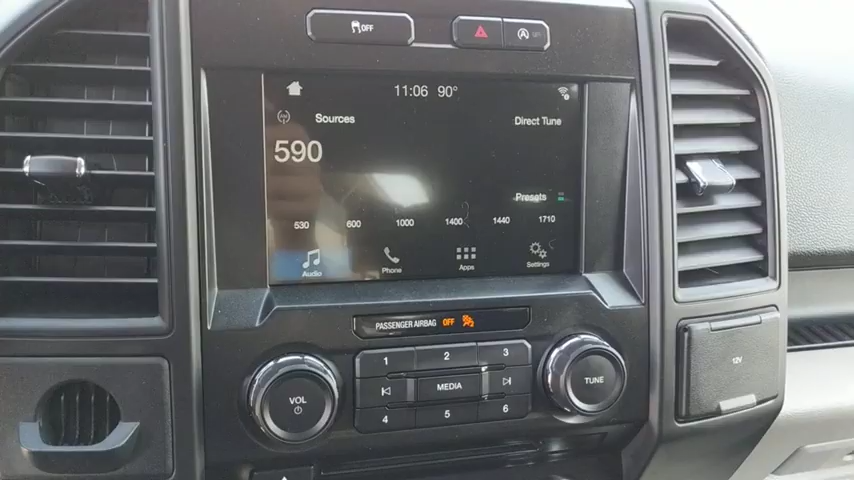 OFF
11:06 90°
Sources
Direct Tune
590
Presets
530 600 1000 1400 1440 1710
Audio Phone Apps Settings
PASSENGER AIRBAG OFF
1 2 3
VOL
MEDIA
TUNE
4 5 6
12V